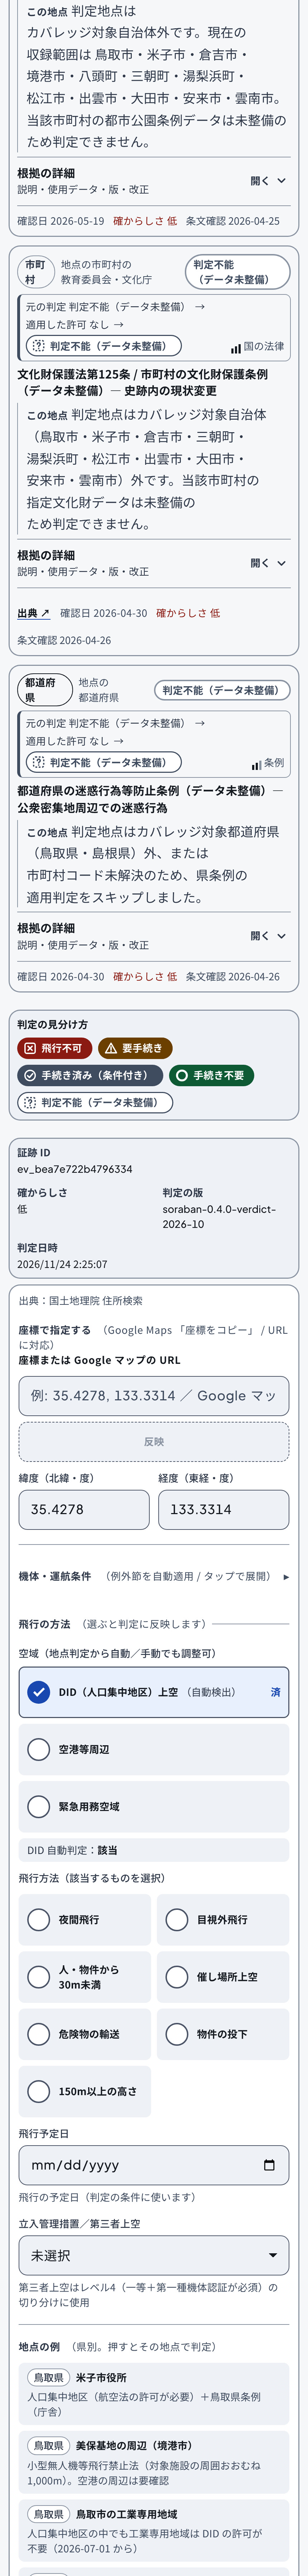 この地点 判定地点は
カバレッジ対象自治体外です。現在の
収録範囲は 鳥取市・米子市・倉吉市・
境港市・八頭町・三朝町・湯梨浜町・
松江市・出雲市・大田市・安来市・雲南市。
当該市町村の都市公園条例データは未整備の
ため判定できません。
根拠の詳細
説明・使用データ・版・改正
開く
確認日 2026-05-19 確からしさ 低 条文確認 2026-04-25
市町
村
地点の市町村の
教育委員会・文化庁
判定不能
（データ未整備）
元の判定 判定不能（データ未整備） →
適用した許可 なし →
判定不能（データ未整備）
国の法律
文化財保護法第125条 / 市町村の文化財保護条例
（データ未整備）— 史跡内の現状変更
この地点 判定地点はカバレッジ対象自治体
（鳥取市・米子市・倉吉市・三朝町・
湯梨浜町・松江市・出雲市・大田市・
安来市・雲南市）外です。当該市町村の
指定文化財データは未整備の
ため判定できません。
根拠の詳細
説明・使用データ・版・改正
開く
出典 ↗ 確認日 2026-04-30 確からしさ 低
条文確認 2026-04-26
都道府
県
地点の
都道府県
判定不能（データ未整備）
元の判定 判定不能（データ未整備） →
適用した許可 なし →
判定不能（データ未整備）
条例
都道府県の迷惑行為等防止条例（データ未整備）—
公衆密集地周辺での迷惑行為
この地点 判定地点はカバレッジ対象都道府県
（鳥取県・島根県）外、または
市町村コード未解決のため、県条例の
適用判定をスキップしました。
根拠の詳細
説明・使用データ・版・改正
開く
確認日 2026-04-30 確からしさ 低 条文確認 2026-04-26
判定の見分け方
飛行不可
要手続き
手続き済み（条件付き）
手続き不要
判定不能（データ未整備）
証跡 ID
ev_bea7e722b4796334
確からしさ
低
判定の版
soraban-0.4.0-verdict-
2026-10
判定日時
2026/11/24 2:25:07
出典：国土地理院 住所検索
座標で指定する （Google Maps 「座標をコピー」 / URL
に対応）
座標または Google マップの URL
例: 35.4278, 133.3314 ／ Google マッ
反映
緯度（北緯・度）
経度（東経・度）
35.4278
133.3314
機体・運航条件 （例外節を自動適用 / タップで展開） ▸
飛行の方法 （選ぶと判定に反映します）
空域（地点判定から自動／手動でも調整可）
DID（人口集中地区）上空 （自動検出） 済
空港等周辺
緊急用務空域
DID 自動判定：該当
飛行方法（該当するものを選択）
夜間飛行
目視外飛行
人・物件から
30m未満
催し場所上空
危険物の輸送
物件の投下
150m以上の高さ
飛行予定日
mm/dd/yyyy
飛行の予定日（判定の条件に使います）
立入管理措置／第三者上空
未選択
第三者上空はレベル4（一等＋第一種機体認証が必須）の
切り分けに使用
地点の例 （県別。押すとその地点で判定）
鳥取県 米子市役所
人口集中地区（航空法の許可が必要）＋鳥取県条例
（庁舎）
鳥取県 美保基地の周辺（境港市）
小型無人機等飛行禁止法（対象施設の周囲おおむね
1,000m）。空港の周辺は要確認
鳥取県 鳥取市の工業専用地域
人口集中地区の中でも工業専用地域は DID の許可が
不要（2026-07-01 から）